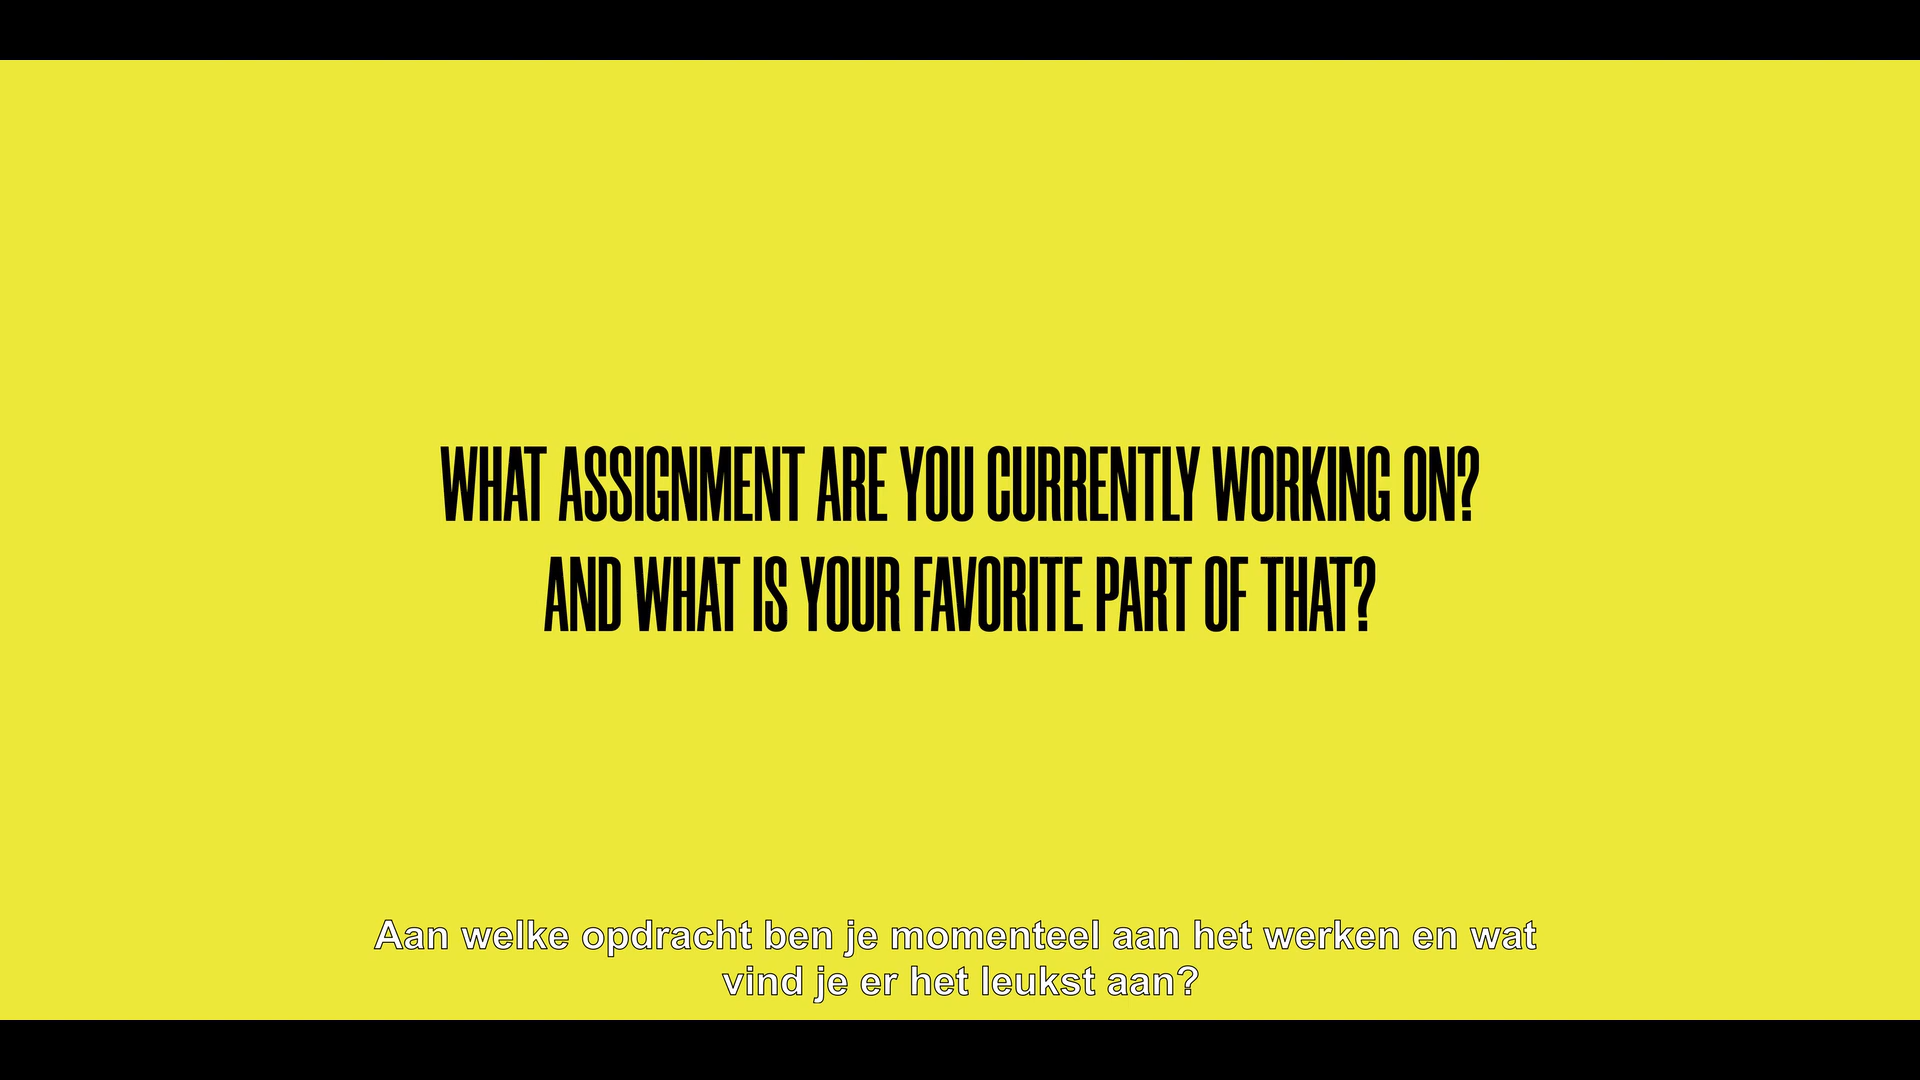 WHAT ASSIGNMENT ARE YOU CURRENTLY WORKING ON?
AND WHAT IS YOUR FAVORITE PART OF THAT?
Aan welke opdracht ben je momenteel aan het werken en wat
vind je er het leukst aan?